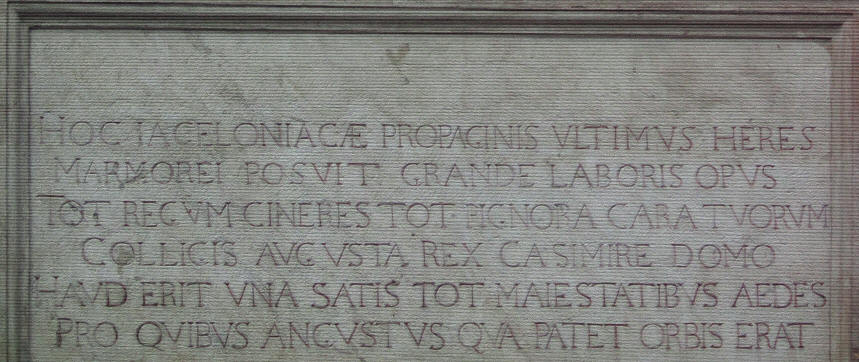 HOC IAGELONIACÆ PROPAGINIS VLTIMVS HERES
MARMOREI POSVIT GRANDE LABORIS OPVS
TOT REGVM CINERES TOT PIGNORA CARA TVORVM
COLLIGIS AVGVSTA REX CASIMIRE DOMO
HAVD ERIT VNA SATIS TOT MAIESTATIBVS AEDES
PRO QVIBVS ANGVSTVS QVA PATET ORBIS ERAT